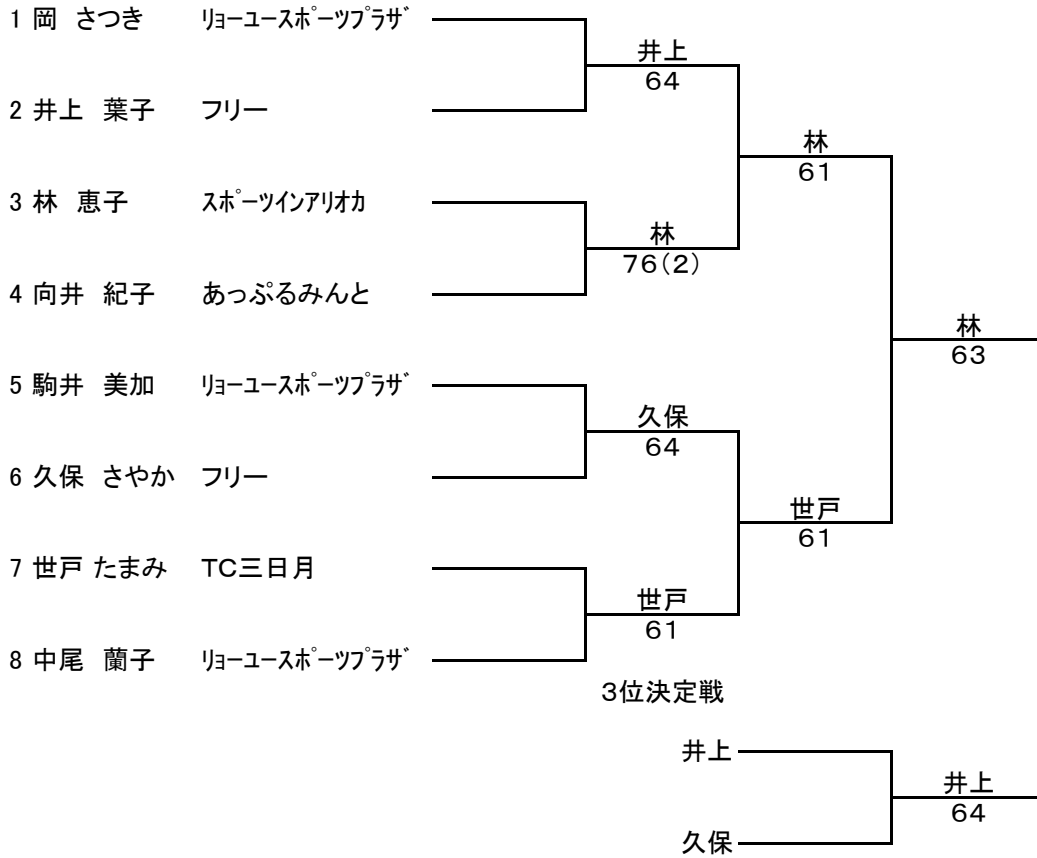 1 岡 さつき ﾘｮｰﾕｰｽﾎﾟｰﾂﾌﾟﾗｻﾞ
井上
64
2 井上 葉子 フリー
林
61
3 林 恵子 ｽﾎﾟｰﾂｲﾝｱﾘｵｶ
林
76(2)
4 向井 紀子 あっぷるみんと
林
63
5 駒井 美加 ﾘｮｰﾕｰｽﾎﾟｰﾂﾌﾟﾗｻﾞ
久保
64
6 久保 さやか フリー
世戸
61
7 世戸 たまみ TC三日月
世戸
61
8 中尾 蘭子 ﾘｮｰﾕｰｽﾎﾟｰﾂﾌﾟﾗｻﾞ
3位決定戦
井上
井上
64
久保